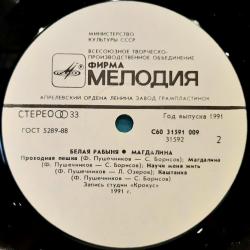 МИНИСТЕРСТВО
КУЛЬТУРЫ СССР
ВСЕСОЮЗНОЕ ТВОРЧЕСКО-
ПРОИЗВОДСТВЕННОЕ ОБЪЕДИНЕНИЕ
ФИРМА
МЕЛОДИЯ
АПРЕЛЕВСКИЙ ОРДЕНА ЛЕНИНА ЗАВОД ГРАМПЛАСТИНОК
СТЕРЕО 33
Год выпуска 1991
ГОСТ 5289-88
С60 31591 009
31592
2
БЕЛАЯ РАБЫНЯ • МАГДАЛИНА
Проходная пешка (Ф. Пушечников — С. Борисов); Магдалина
(Ф. Пушечников — С. Борисов); Научи меня жить
(Ф. Пушечников — Л. Озеров); Каштанка
(Ф. Пушечников — С. Борисов)
Запись студии «Крокус»
1991 г.